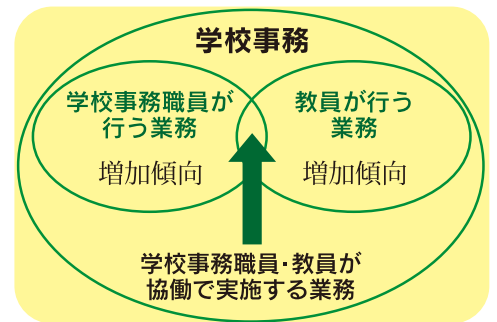 学校事務
学校事務職員が
行う業務
増加傾向
教員が行う
業務
増加傾向
学校事務職員・教員が
協働で実施する業務